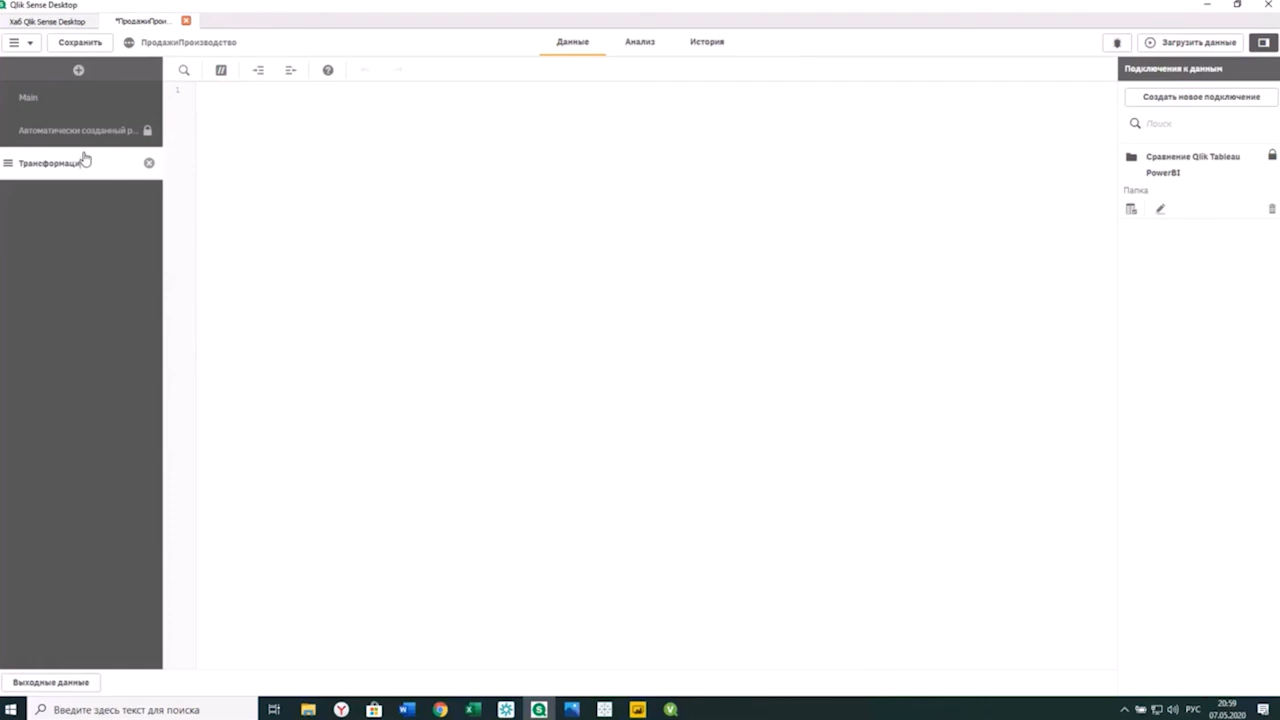 Qlik Sense Desktop
Хаб Qlik Sense Desktop
*ПродажиПрои...
Сохранить
ПродажиПроизводство
Данные
Анализ
История
Загрузить данные
Main
Автоматически созданный р...
Трансформаци
1
Подключения к данным
Создать новое подключение
Поиск
Сравнение Qlik Tableau
PowerBI
Папка
Выходные данные
Введите здесь текст для поиска
РУС
20:59
07.05.2020